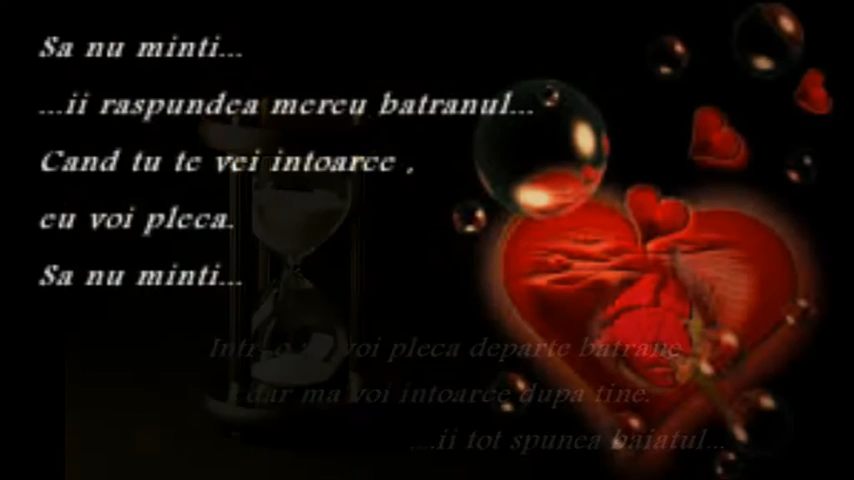 Sa nu minti...
...ii raspundea mereu batranul...
Cand tu te vei intoarce ,
eu voi pleca.
Sa nu minti...
Intr-o voi pleca departe batrane
dar ma voi intoarce dupa tine.
....ii tot spunea baiatul...